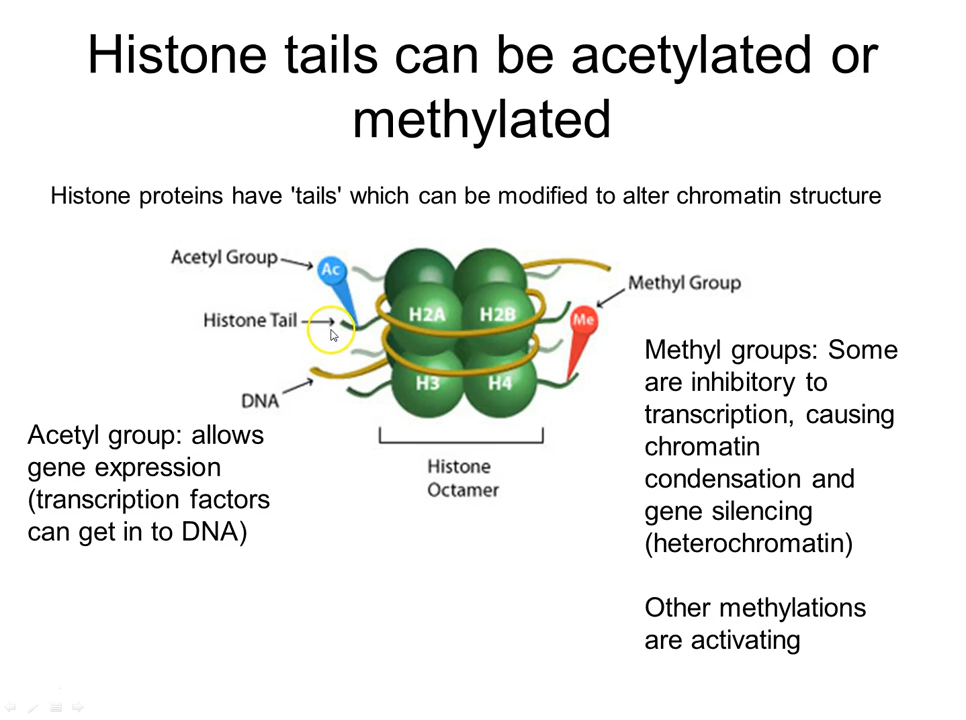 Histone tails can be acetylated or
methylated
Histone proteins have 'tails' which can be modified to alter chromatin structure
Acetyl Group
Ac
Methyl Group
Histone Tail
H2A
H2B
Me
H3
H4
DNA
Histone
Octamer
Acetyl group: allows
gene expression
(transcription factors
can get in to DNA)
Methyl groups: Some
are inhibitory to
transcription, causing
chromatin
condensation and
gene silencing
(heterochromatin)
Other methylations
are activating